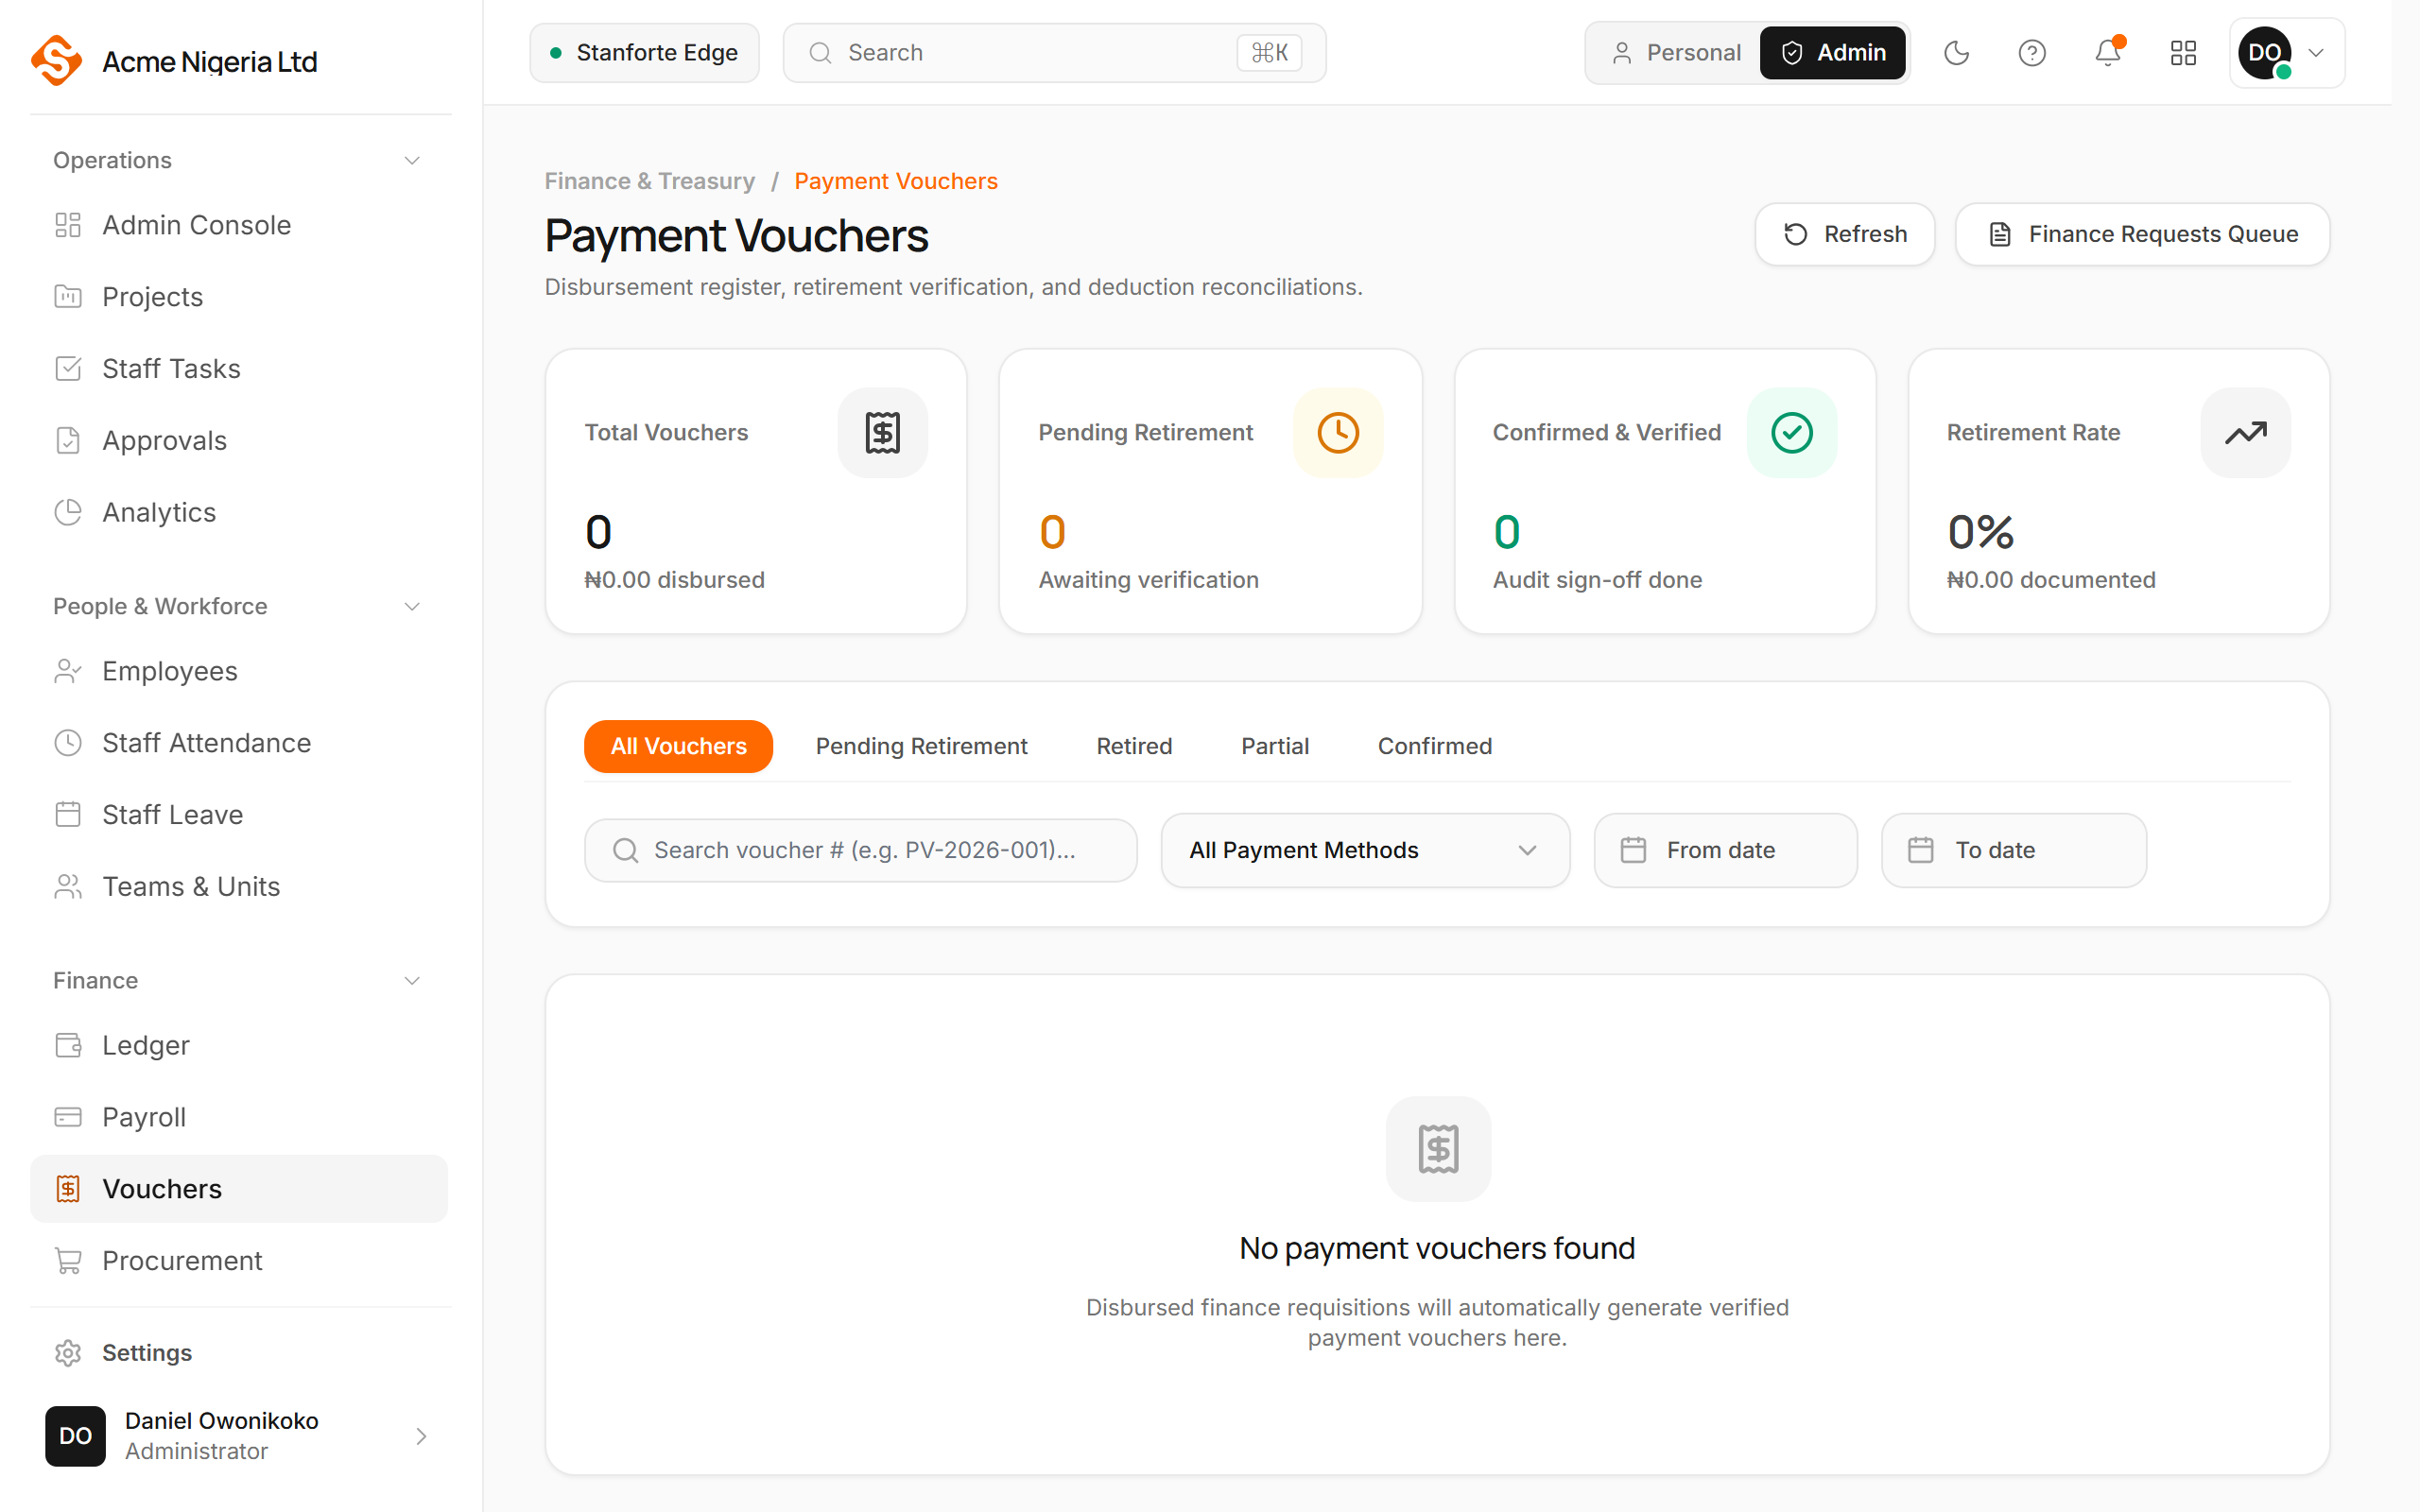 Acme Nigeria Ltd
Operations
Admin Console
Projects
Staff Tasks
Approvals
Analytics
People & Workforce
Employees
Staff Attendance
Staff Leave
Teams & Units
Finance
Ledger
Payroll
Vouchers
Procurement
Settings
DO
Daniel Owonikoko
Administrator
Stanforte Edge
Search
⌘K
Personal
Admin
DO
Finance & Treasury / Payment Vouchers
Payment Vouchers
Disbursement register, retirement verification, and deduction reconciliations.
Refresh
Finance Requests Queue
Total Vouchers
0
₦0.00 disbursed
Pending Retirement
0
Awaiting verification
Confirmed & Verified
0
Audit sign-off done
Retirement Rate
0%
₦0.00 documented
All Vouchers
Pending Retirement
Retired
Partial
Confirmed
Search voucher # (e.g. PV-2026-001)...
All Payment Methods
From date
To date
No payment vouchers found
Disbursed finance requisitions will automatically generate verified
payment vouchers here.